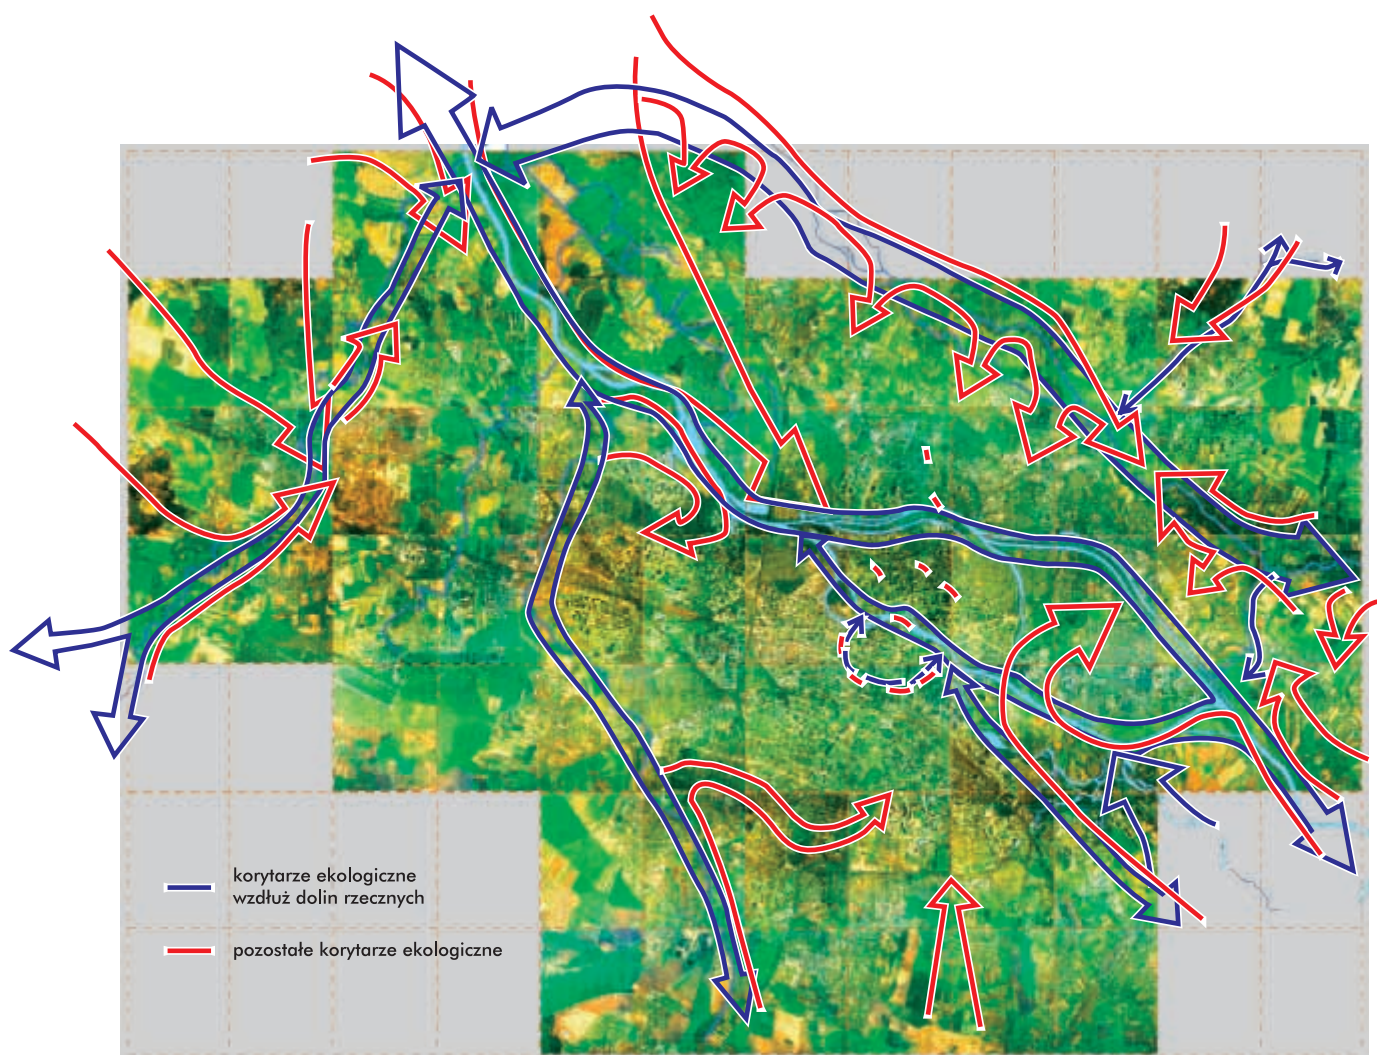 korytarze ekologiczne
wzdłuż dolin rzecznych
pozostałe korytarze ekologiczne